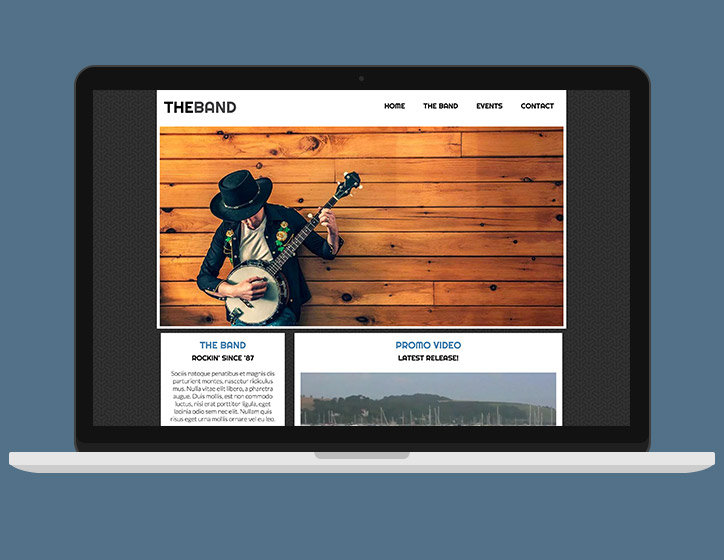 THEBAND
HOME THE BAND EVENTS CONTACT
THE BAND
ROCKIN' SINCE '87
Sociis natoque penatibus et magnis dis
parturient montes, nascetur ridiculus
mus. Nulla vitae elit libero, a pharetra
augue. Duis mollis, est non commodo
luctus, nisi erat porttitor ligula, eget
lacinia odio sem nec elit. Nullam quis
risus eget urna mollis ornare vel eu leo.
PROMO VIDEO
LATEST RELEASE!